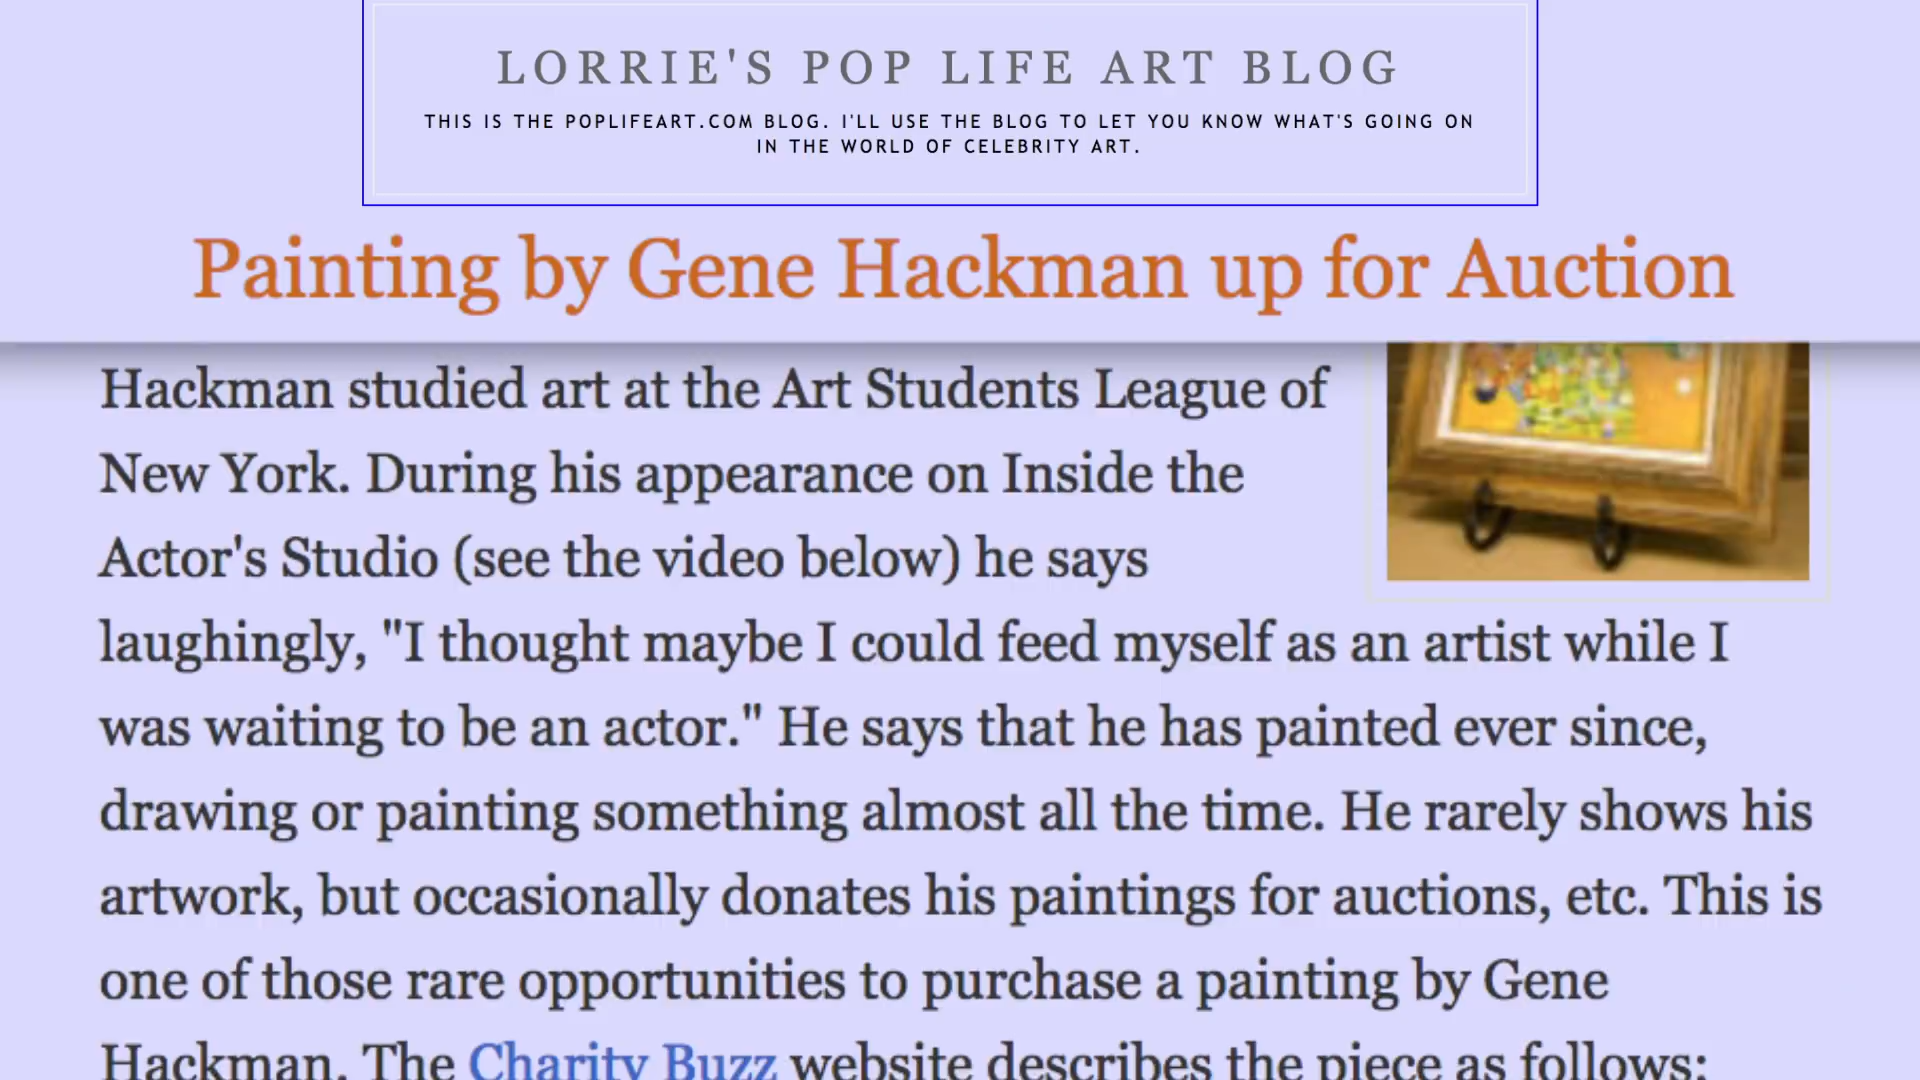 LORRIE'S POP LIFE ART BLOG
THIS IS THE POPLIFEART.COM BLOG. I'LL USE THE BLOG TO LET YOU KNOW WHAT'S GOING ON
IN THE WORLD OF CELEBRITY ART.
Painting by Gene Hackman up for Auction
Hackman studied art at the Art Students League of
New York. During his appearance on Inside the
Actor's Studio (see the video below) he says
laughingly, "I thought maybe I could feed myself as an artist while I
was waiting to be an actor." He says that he has painted ever since,
drawing or painting something almost all the time. He rarely shows his
artwork, but occasionally donates his paintings for auctions, etc. This is
one of those rare opportunities to purchase a painting by Gene
Hackman. The Charity Buzz website describes the piece as follows: